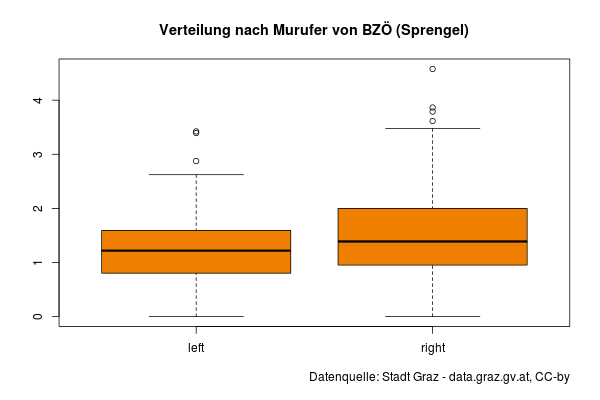 Verteilung nach Murufer von BZÖ (Sprengel)
4
3
2
1
0
left right
Datenquelle: Stadt Graz - data.graz.gv.at, CC-by